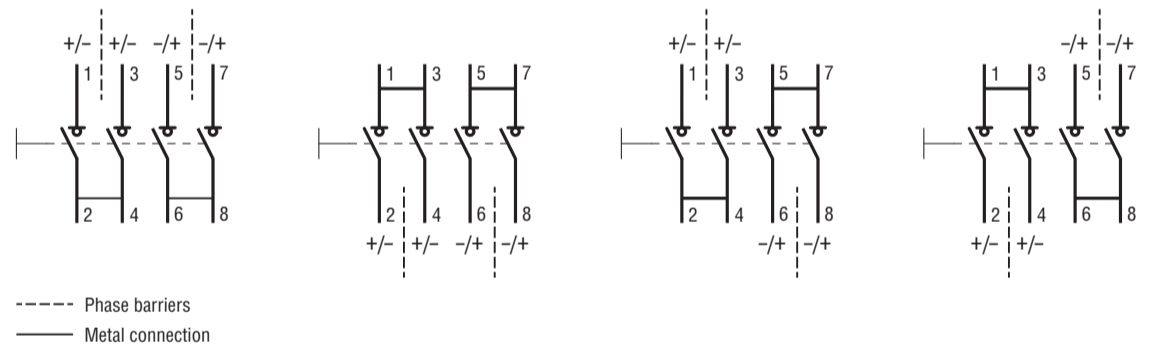 +/– +/– –/+ –/+
1 3 5 7
2 4 6 8
1 3 5 7
2 4 6 8
+/– +/– –/+ –/+
+/– +/–
1 3 5 7
2 4 6 8
–/+ –/+
–/+ –/+
1 3 5 7
2 4 6 8
+/– +/–
Phase barriers
Metal connection